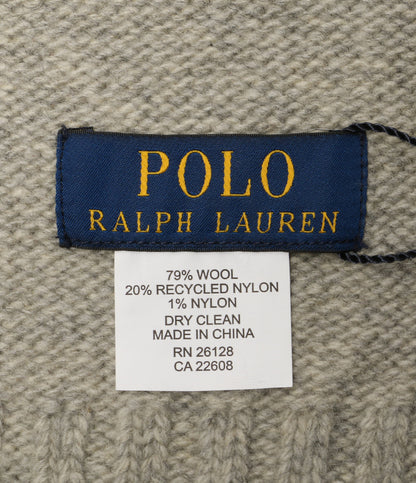 POLO
RALPH LAUREN
79% WOOL
20% RECYCLED NYLON
1% NYLON
DRY CLEAN
MADE IN CHINA
RN 26128
CA 22608